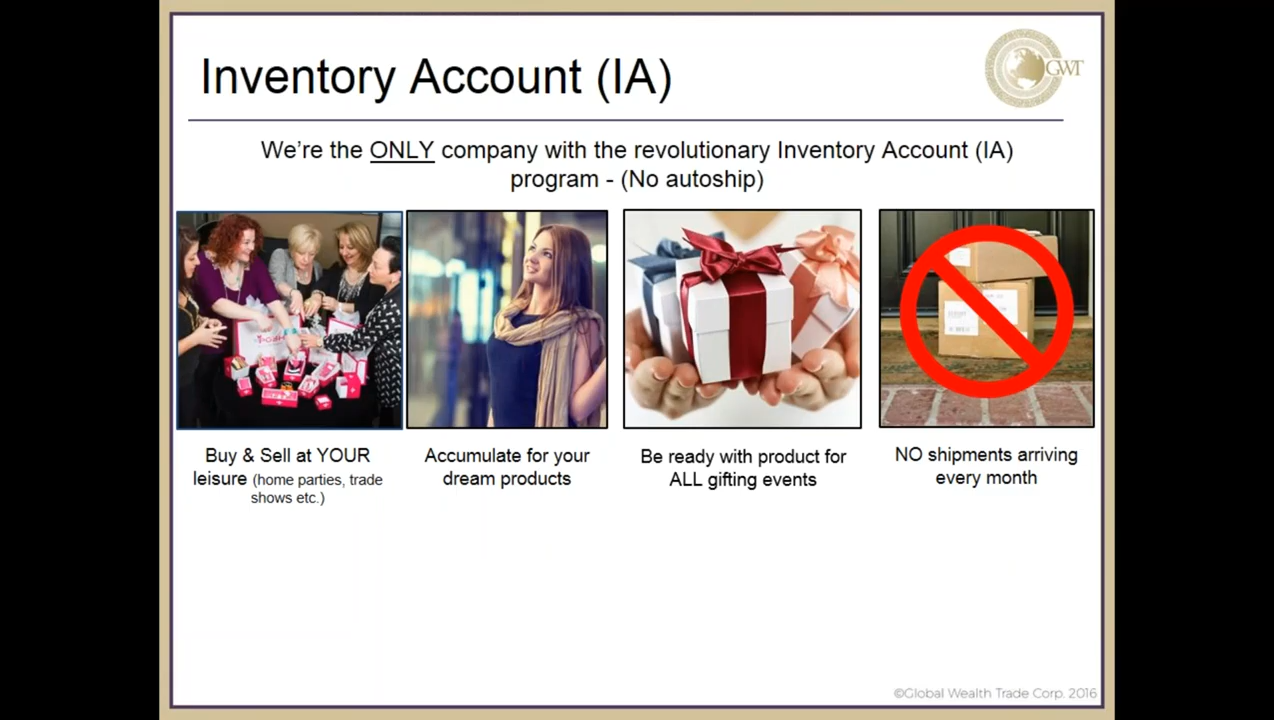 Inventory Account (IA)
GWT
We're the ONLY company with the revolutionary Inventory Account (IA)
program - (No autoship)
Buy & Sell at YOUR
leisure (home parties, trade
shows etc.)
Accumulate for your
dream products
Be ready with product for
ALL gifting events
NO shipments arriving
every month
©Global Wealth Trade Corp. 2016